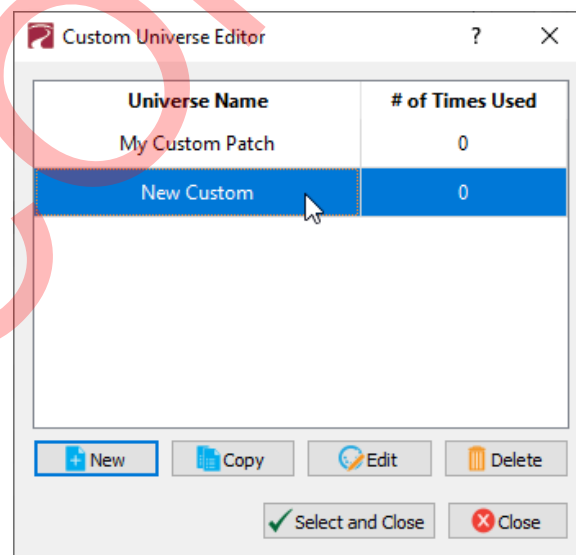 Custom Universe Editor ?
Universe Name # of Times Used
My Custom Patch 0
New Custom 0
New Copy Edit Delete
Select and Close Close